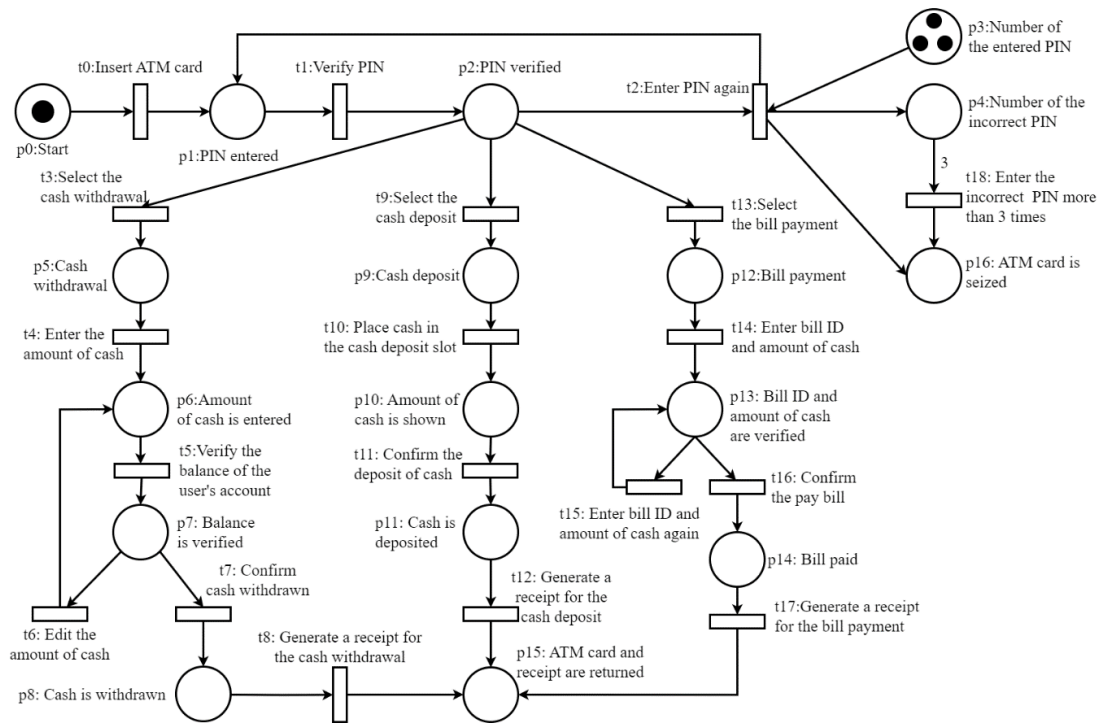 p3:Number of
the entered PIN
t0:Insert ATM card
t1:Verify PIN
p2:PIN verified
t2:Enter PIN again
p4:Number of the
incorrect PIN
p0:Start
p1:PIN entered
3
t3:Select the
cash withdrawal
t9:Select the
cash deposit
t13:Select
the bill payment
t18: Enter the
incorrect PIN more
than 3 times
p5:Cash
withdrawal
p9:Cash deposit
p12:Bill payment
p16: ATM card is
seized
t4: Enter the
amount of cash
t10: Place cash in
the cash deposit slot
t14: Enter bill ID
and amount of cash
p6:Amount
of cash is entered
p10: Amount of
cash is shown
p13: Bill ID and
amount of cash
are verified
t5:Verify the
balance of the
user's account
t11: Confirm the
deposit of cash
t16: Confirm
the pay bill
t15: Enter bill ID and
amount of cash again
p7: Balance
is verified
p11: Cash is
deposited
p14: Bill paid
t7: Confirm
cash withdrawn
t12: Generate a
receipt for the
cash deposit
t17:Generate a receipt
for the bill payment
t6: Edit the
amount of cash
t8: Generate a receipt for
the cash withdrawal
p15: ATM card and
receipt are returned
p8: Cash is withdrawn